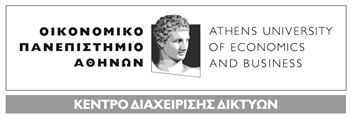 ΟΙΚΟΝΟΜΙΚΟ
ΠΑΝΕΠΙΣΤΗΜΙΟ
ΑΘΗΝΩΝ
ATHENS UNIVERSITY
OF ECONOMICS
AND BUSINESS
ΚΕΝΤΡΟ ΔΙΑΧΕΙΡΙΣΗΣ ΔΙΚΤΥΩΝ